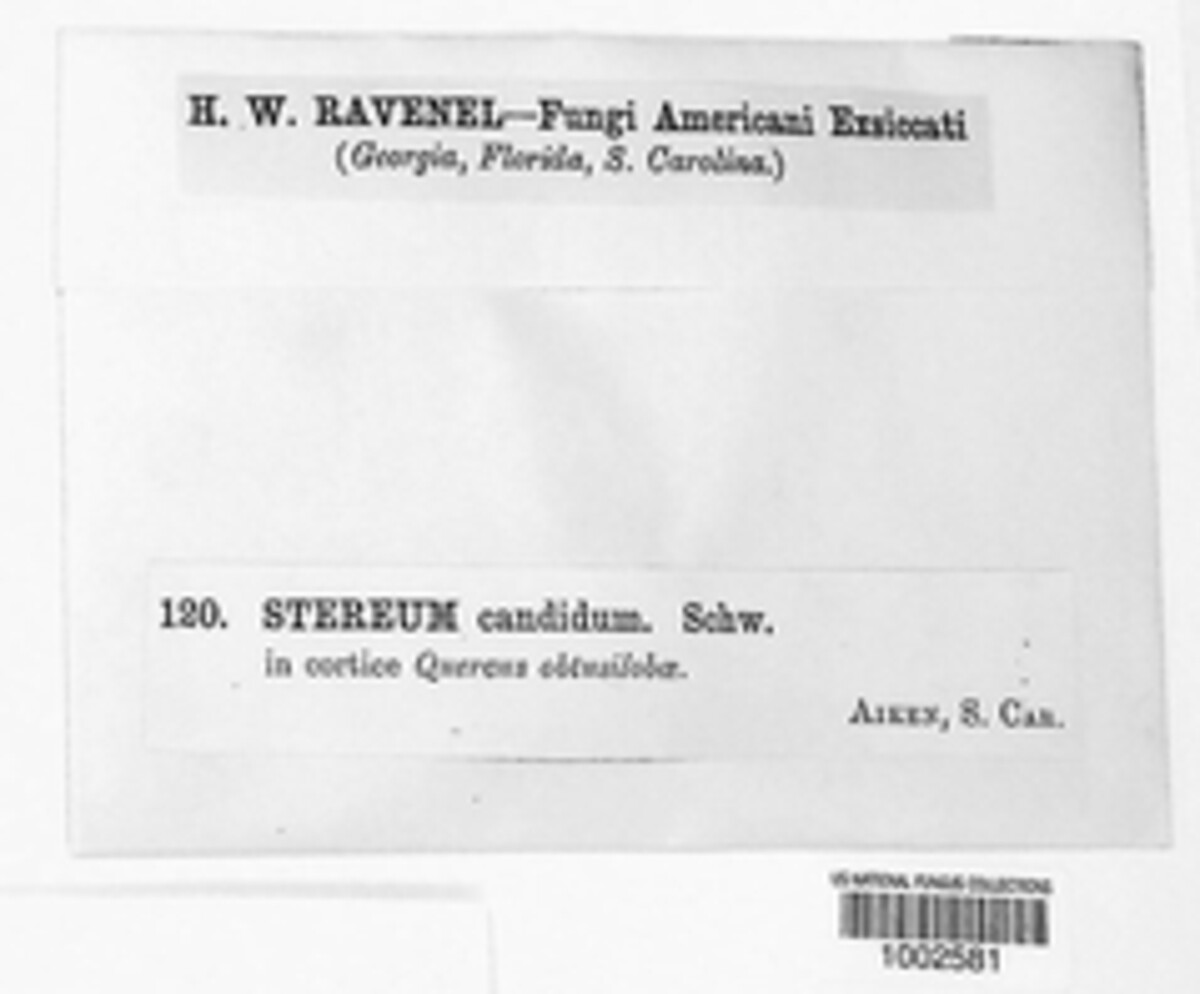 H. W. RAVENEL—Fungi Americani Exsiccati
(Georgia, Florida, S. Carolina.)
120. STEREUM candidum. Schw.
in cortice Quercus obtusilobæ.
AIKEN, S. CAR.
US NATIONAL FUNGUS COLLECTIONS
1002581